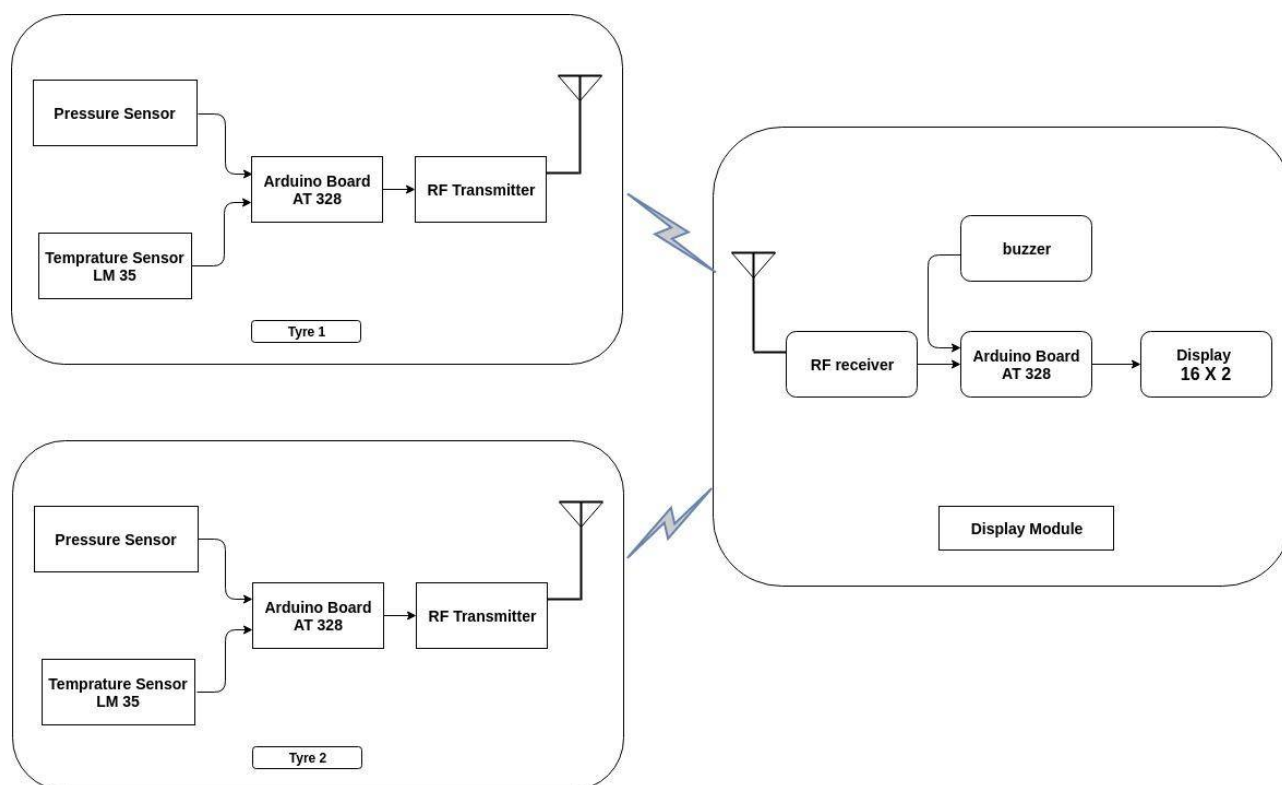 Pressure Sensor
Arduino Board
AT 328
RF Transmitter
Temprature Sensor
LM 35
Tyre 1
buzzer
RF receiver
Arduino Board
AT 328
Display
16 X 2
Display Module
Pressure Sensor
Arduino Board
AT 328
RF Transmitter
Temprature Sensor
LM 35
Tyre 2